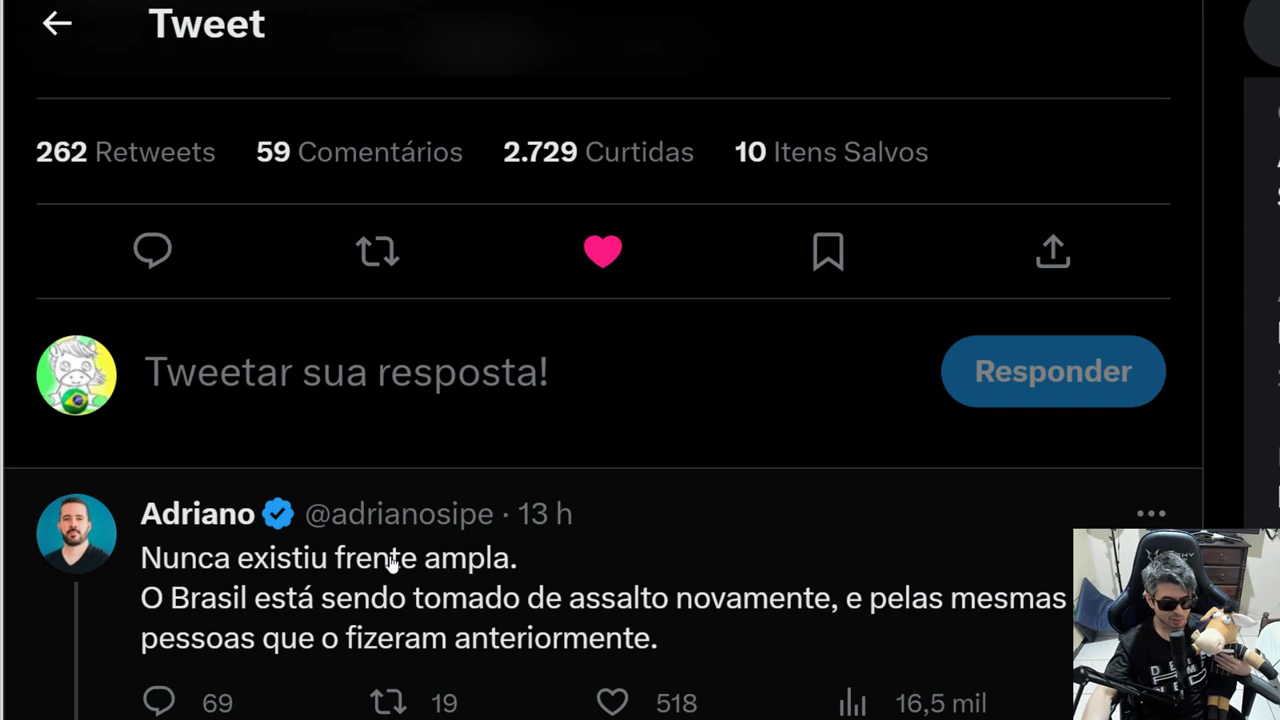 Tweet
262 Retweets 59 Comentários 2.729 Curtidas 10 Itens Salvos
Tweetar sua resposta!
Responder
Adriano @adrianosipe · 13 h
Nunca existiu frente ampla.
O Brasil está sendo tomado de assalto novamente, e pelas mesmas
pessoas que o fizeram anteriormente.
69 19 518 16,5 mil